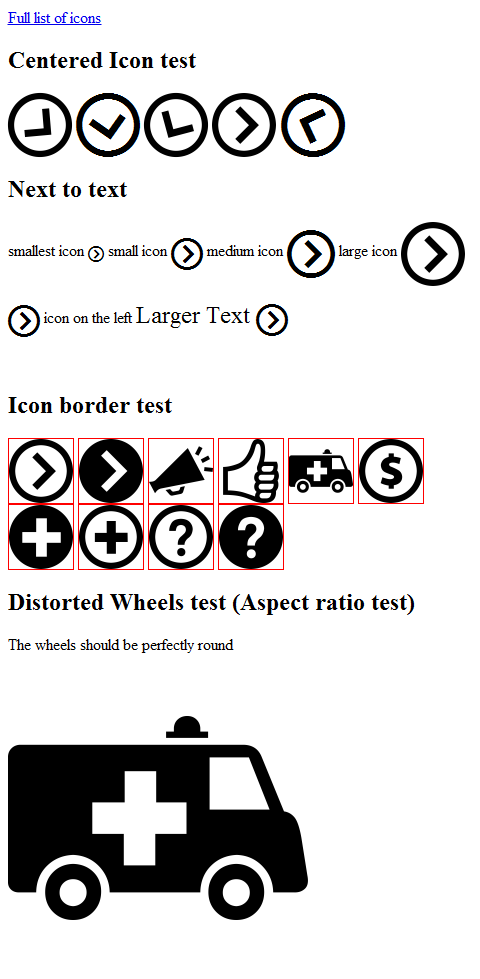 Full list of icons
Centered Icon test
Next to text
smallest icon small icon medium icon large icon
icon on the left Larger Text
Icon border test
$
? ?
Distorted Wheels test (Aspect ratio test)
The wheels should be perfectly round